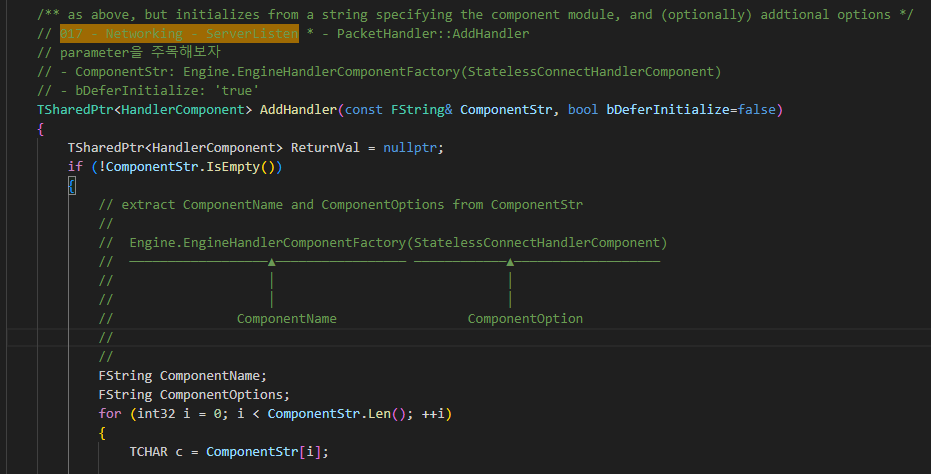 /** as above, but initializes from a string specifying the component module, and (optionally) addtional options */
// 017 - Networking - ServerListen * - PacketHandler::AddHandler
// parameter을 주목해보자
// - ComponentStr: Engine.EngineHandlerComponentFactory(StatelessConnectHandlerComponent)
// - bDeferInitialize: 'true'
TSharedPtr<HandlerComponent> AddHandler(const FString& ComponentStr, bool bDeferInitialize=false)
{
TSharedPtr<HandlerComponent> ReturnVal = nullptr;
if (!ComponentStr.IsEmpty())
{
// extract ComponentName and ComponentOptions from ComponentStr
//
// Engine.EngineHandlerComponentFactory(StatelessConnectHandlerComponent)
// ──────────────────▲───────────────── ────────────▲───────────────────
// │ │
// │ │
// ComponentName ComponentOption
//
//
FString ComponentName;
FString ComponentOptions;
for (int32 i = 0; i < ComponentStr.Len(); ++i)
{
TCHAR c = ComponentStr[i];